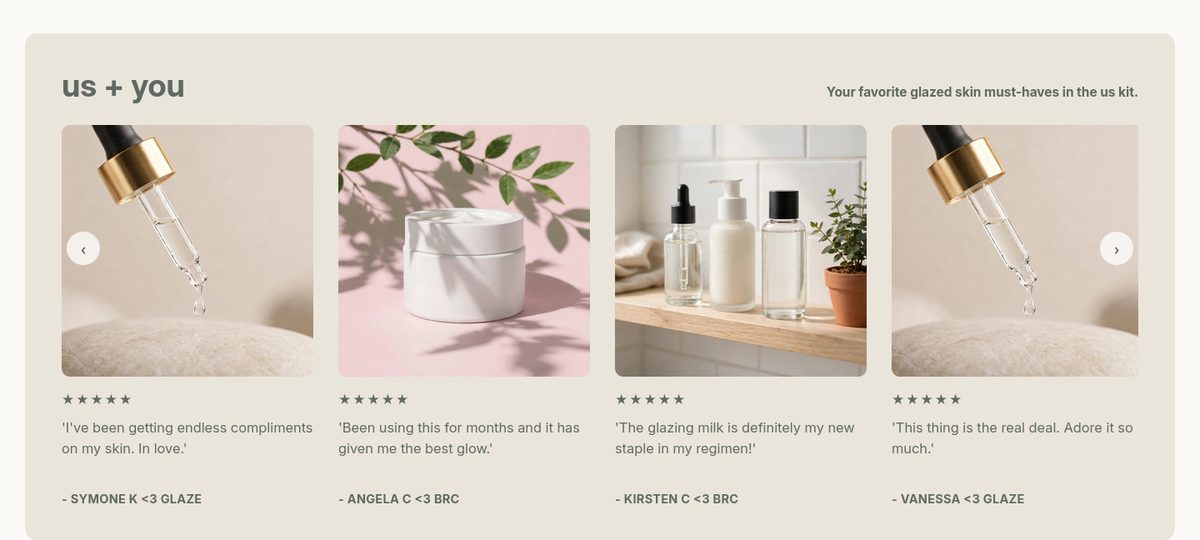 us + you
Your favorite glazed skin must-haves in the us kit.
‹
›
★★★★★
'I've been getting endless compliments
on my skin. In love.'
- SYMONE K <3 GLAZE
★★★★★
'Been using this for months and it has
given me the best glow.'
- ANGELA C <3 BRC
★★★★★
'The glazing milk is definitely my new
staple in my regimen!'
- KIRSTEN C <3 BRC
★★★★★
'This thing is the real deal. Adore it so
much.'
- VANESSA <3 GLAZE